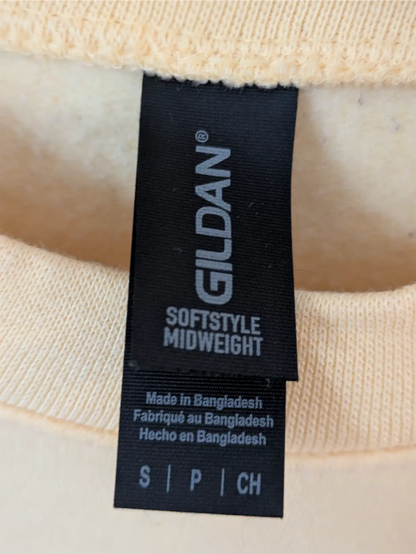 GILDAN®
SOFTSTYLE
MIDWEIGHT
Made in Bangladesh
Fabriqué au Bangladesh
Hecho en Bangladesh
S | P | CH